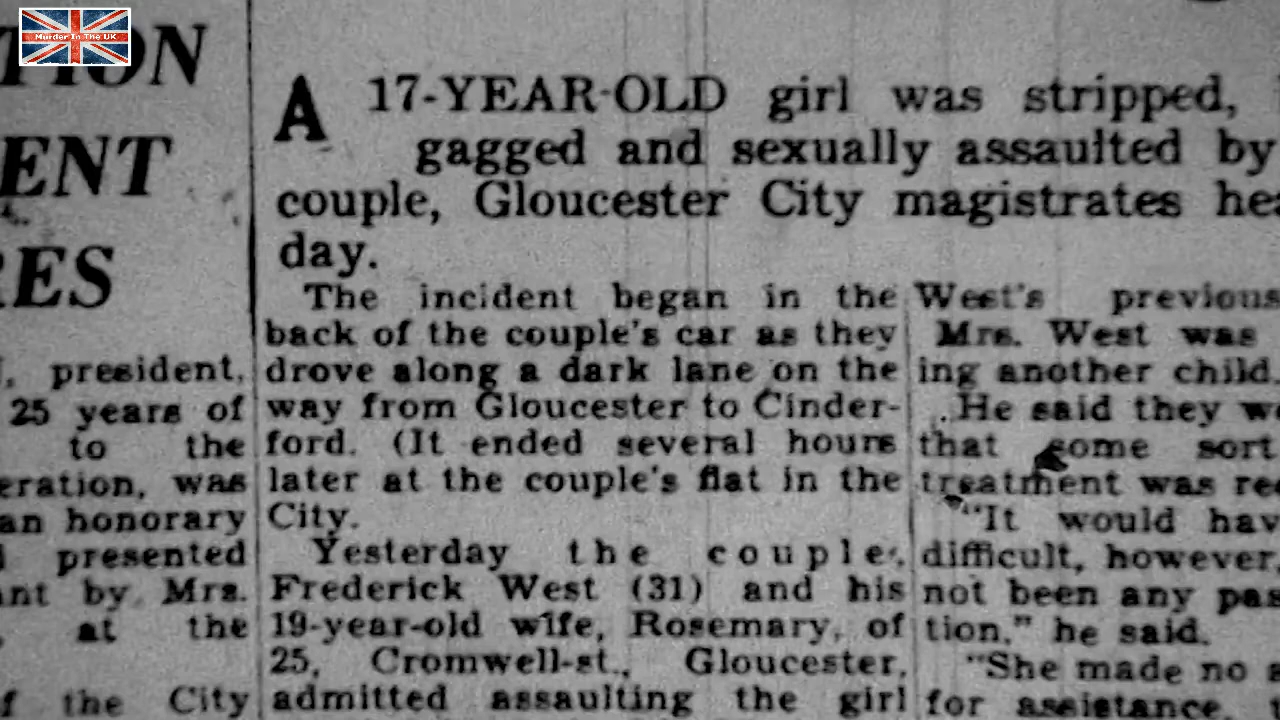 Murder In The UK
TION
ENT
RES
president,
25 years of
to the
eration, was
an honorary
presented
ant by Mrs.
at the
f the City
A 17-YEAR-OLD girl was stripped,
gagged and sexually assaulted by
couple, Gloucester City magistrates hea
day.
The incident began in the
back of the couple's car as they
drove along a dark lane on the
way from Gloucester to Cinder-
ford. (It ended several hours
later at the couple's flat in the
City.
Yesterday the couple,
Frederick West (31) and his
19-year-old wife, Rosemary, of
25, Cromwell-st., Gloucester,
admitted assaulting the girl
West's previous
Mrs. West was
ing another child.
He said they we
that some sort
treatment was rec
"It would hav
difficult, however,
not been any pas
tion," he said.
"She made no a
for assistance,